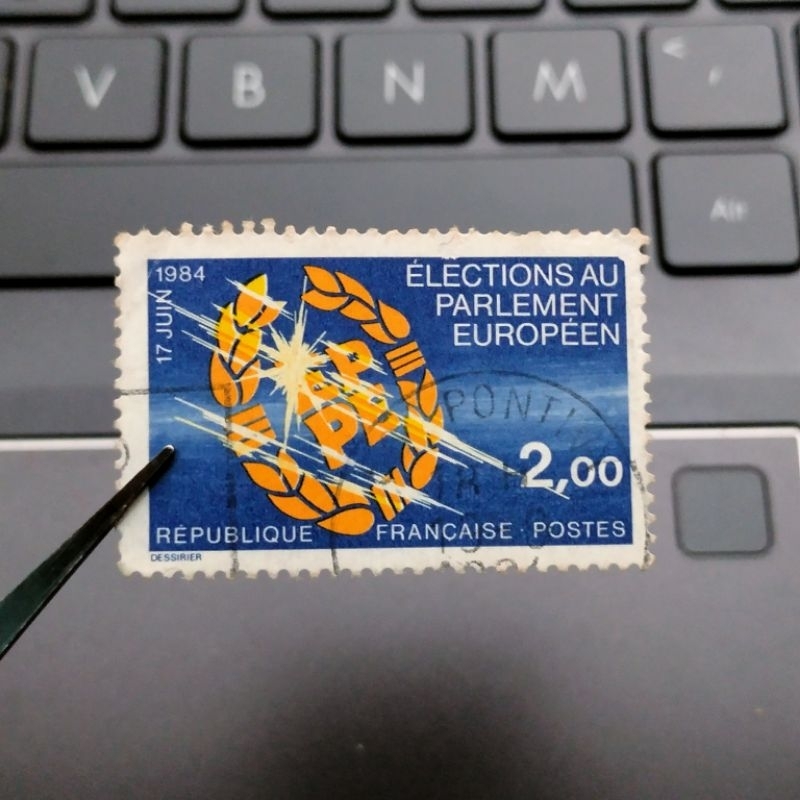 V
B
N
M
<
,
Alt
17 JUIN 1984
ÉLECTIONS AU
PARLEMENT
EUROPÉEN
2,00
RÉPUBLIQUE FRANÇAISE · POSTES
DESSIRIER